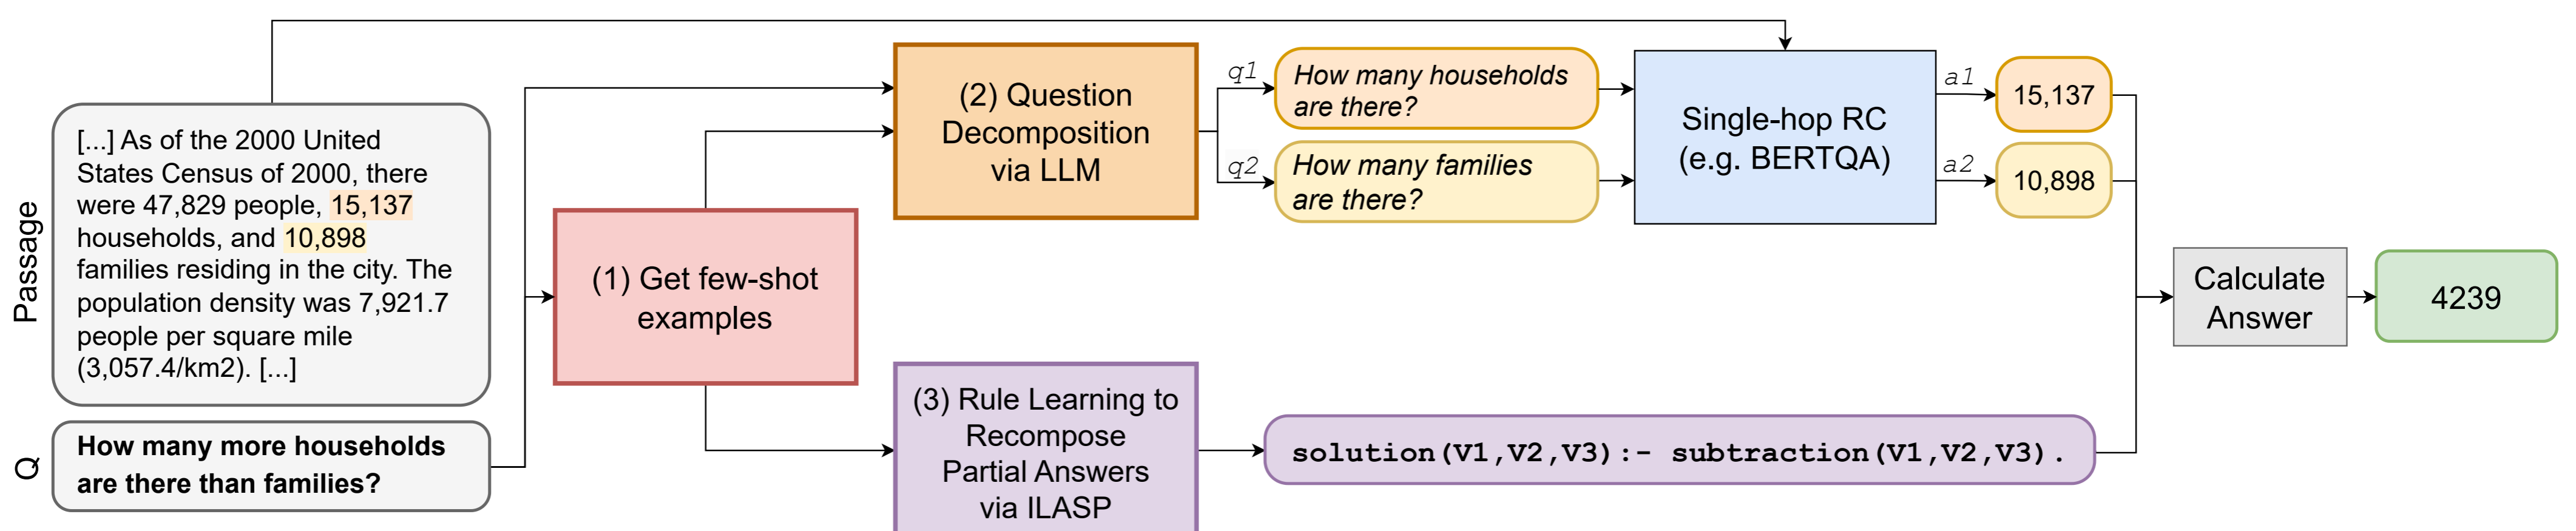 Passage
[...] As of the 2000 United
States Census of 2000, there
were 47,829 people, 15,137
households, and 10,898
families residing in the city. The
population density was 7,921.7
people per square mile
(3,057.4/km2). [...]
Q
How many more households
are there than families?
(1) Get few-shot
examples
(2) Question
Decomposition
via LLM
q1
How many households
are there?
q2
How many families
are there?
Single-hop RC
(e.g. BERTQA)
a1
15,137
a2
10,898
(3) Rule Learning to
Recompose
Partial Answers
via ILASP
solution(V1,V2,V3):- subtraction(V1,V2,V3).
Calculate
Answer
4239